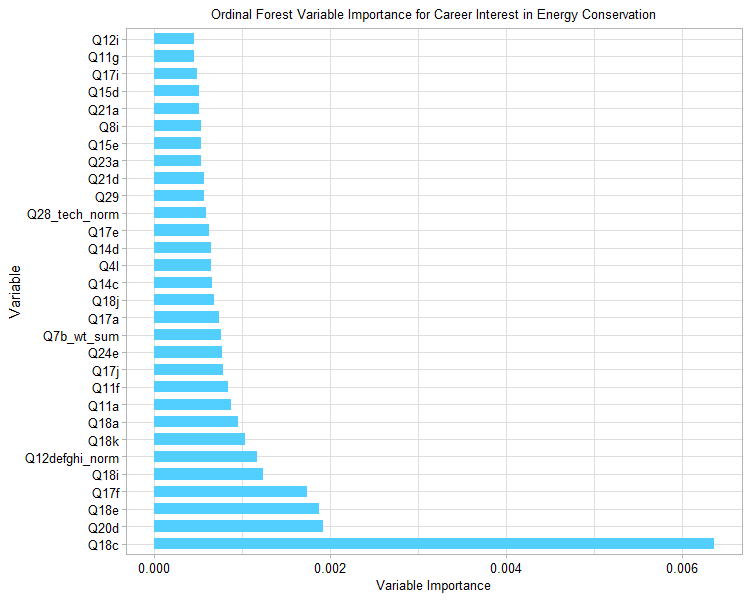 Ordinal Forest Variable Importance for Career Interest in Energy Conservation
Q12i
Q11g
Q17i
Q15d
Q21a
Q8i
Q15e
Q23a
Q21d
Q29
Q28_tech_norm
Q17e
Q14d
Q4l
Q14c
Q18j
Q17a
Q7b_wt_sum
Q24e
Q17j
Q11f
Q11a
Q18a
Q18k
Q12defghi_norm
Q18i
Q17f
Q18e
Q20d
Q18c
Variable
0.000 0.002 0.004 0.006
Variable Importance